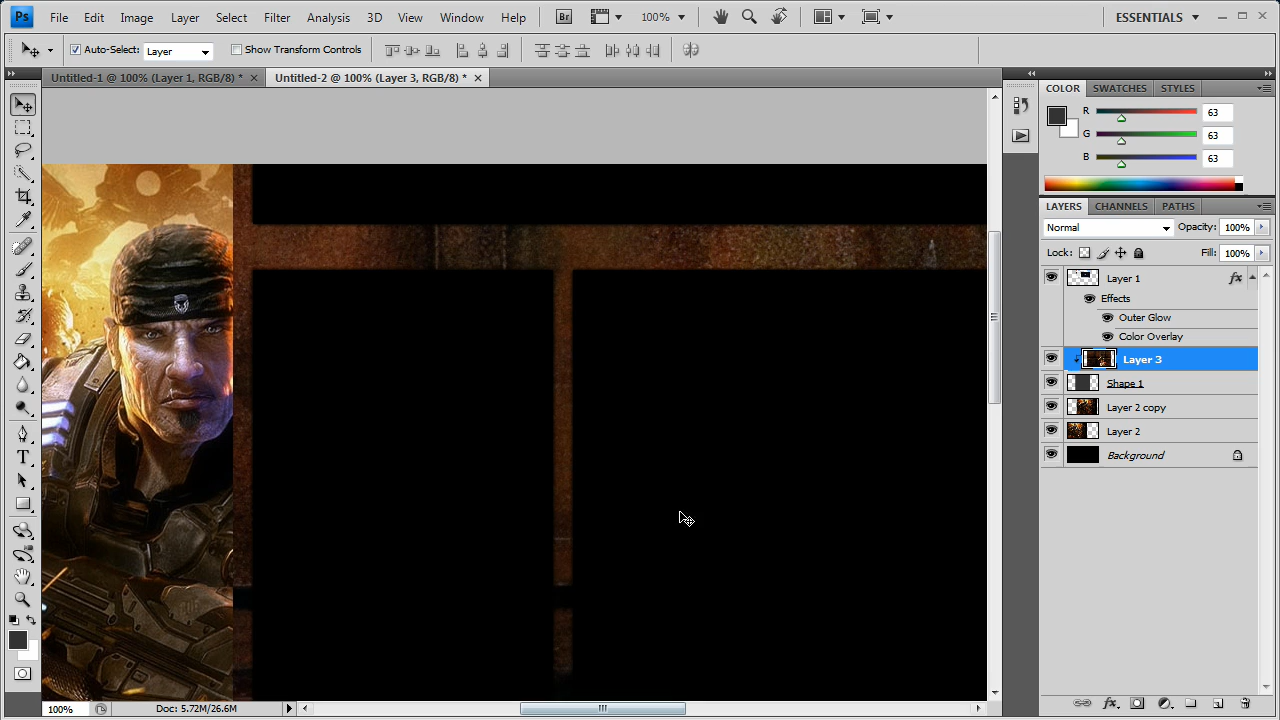 Ps File Edit Image Layer Select Filter Analysis 3D View Window Help Br 100% ESSENTIALS
Auto-Select: Layer Show Transform Controls
Untitled-1 @ 100% (Layer 1, RGB/8) * Untitled-2 @ 100% (Layer 3, RGB/8) *
COLOR SWATCHES STYLES
R 63
G 63
B 63
LAYERS CHANNELS PATHS
Normal Opacity: 100%
Lock: Fill: 100%
Layer 1 fx
Effects
Outer Glow
Color Overlay
Layer 3
Shape 1
Layer 2 copy
Layer 2
Background
T
100% Doc: 5.72M/26.6M
fx